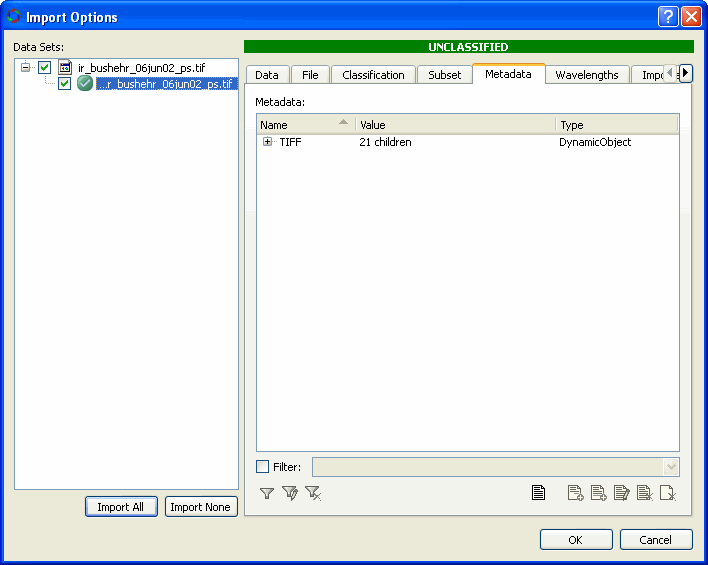 Import Options
Data Sets:
UNCLASSIFIED
ir_bushehr_06jun02_ps.tif
...r_bushehr_06jun02_ps.tif
Data File Classification Subset Metadata Wavelengths
Metadata:
Name Value Type
TIFF 21 children DynamicObject
Filter:
Import All Import None
OK Cancel